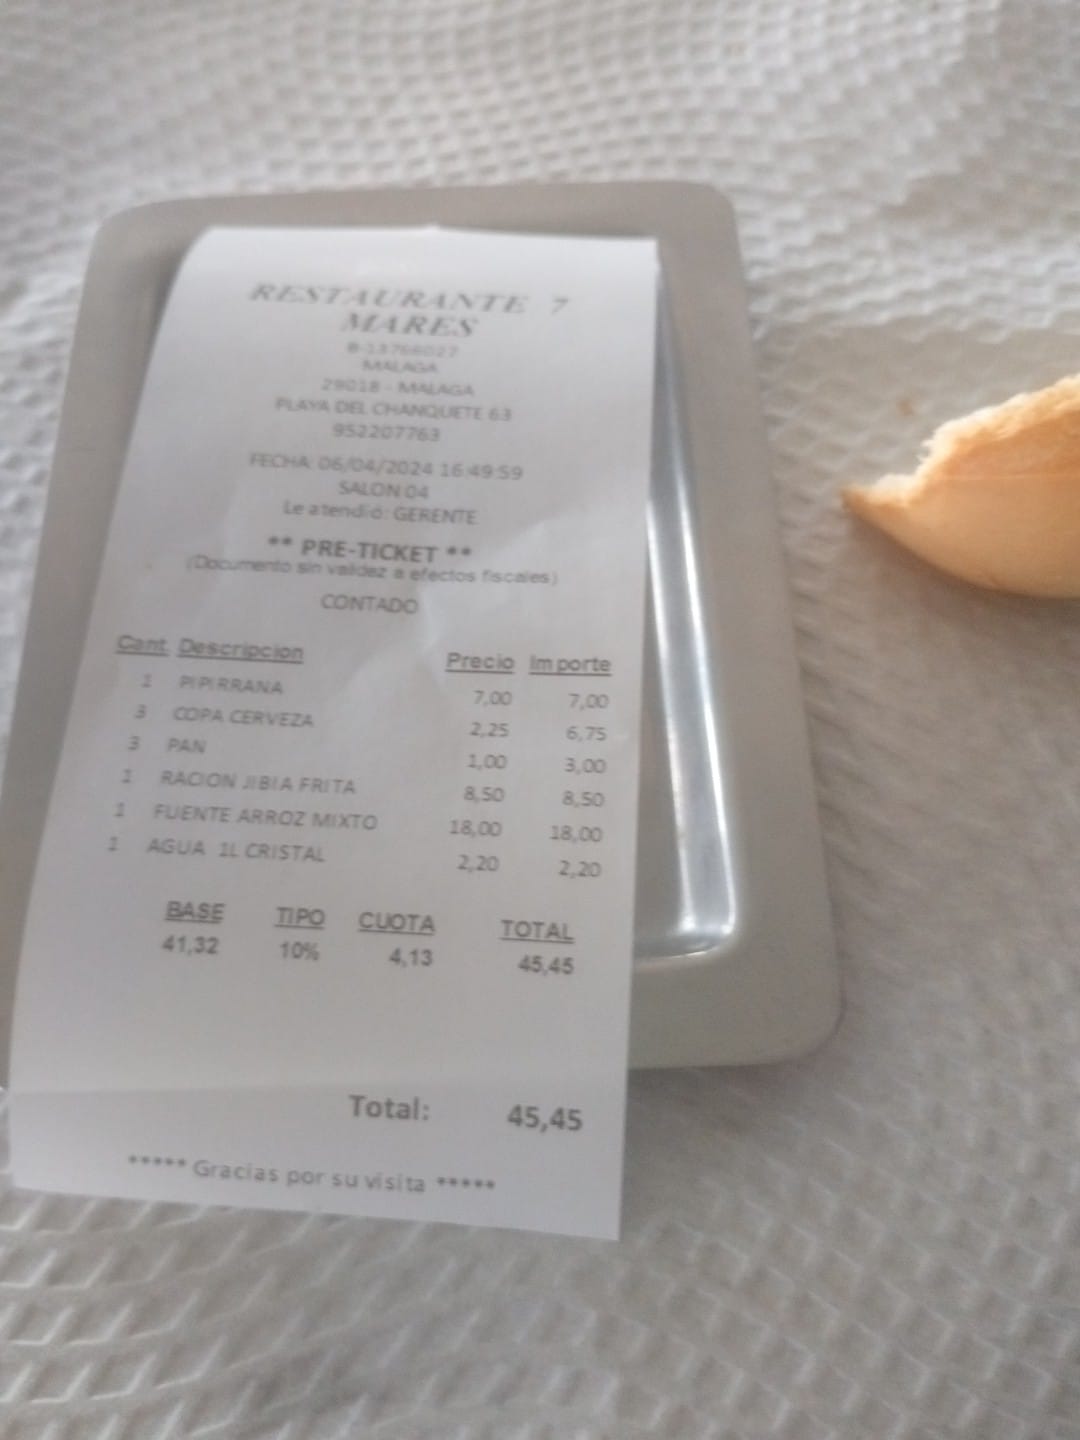 RESTAURANTE 7
MARES
B-13766027
MALAGA
29018 - MALAGA
PLAYA DEL CHANQUETE 63
952207763
FECHA: 06/04/2024 16:49:59
SALON 04
Le atendió: GERENTE
** PRE-TICKET **
(Documento sin validez a efectos fiscales)
CONTADO
Cant. Descripcion Precio Importe
1 PIPIRRANA 7,00 7,00
3 COPA CERVEZA 2,25 6,75
3 PAN 1,00 3,00
1 RACION JIBIA FRITA 8,50 8,50
1 FUENTE ARROZ MIXTO 18,00 18,00
1 AGUA 1L CRISTAL 2,20 2,20
BASE TIPO CUOTA TOTAL
41,32 10% 4,13 45,45
Total: 45,45
***** Gracias por su visita *****